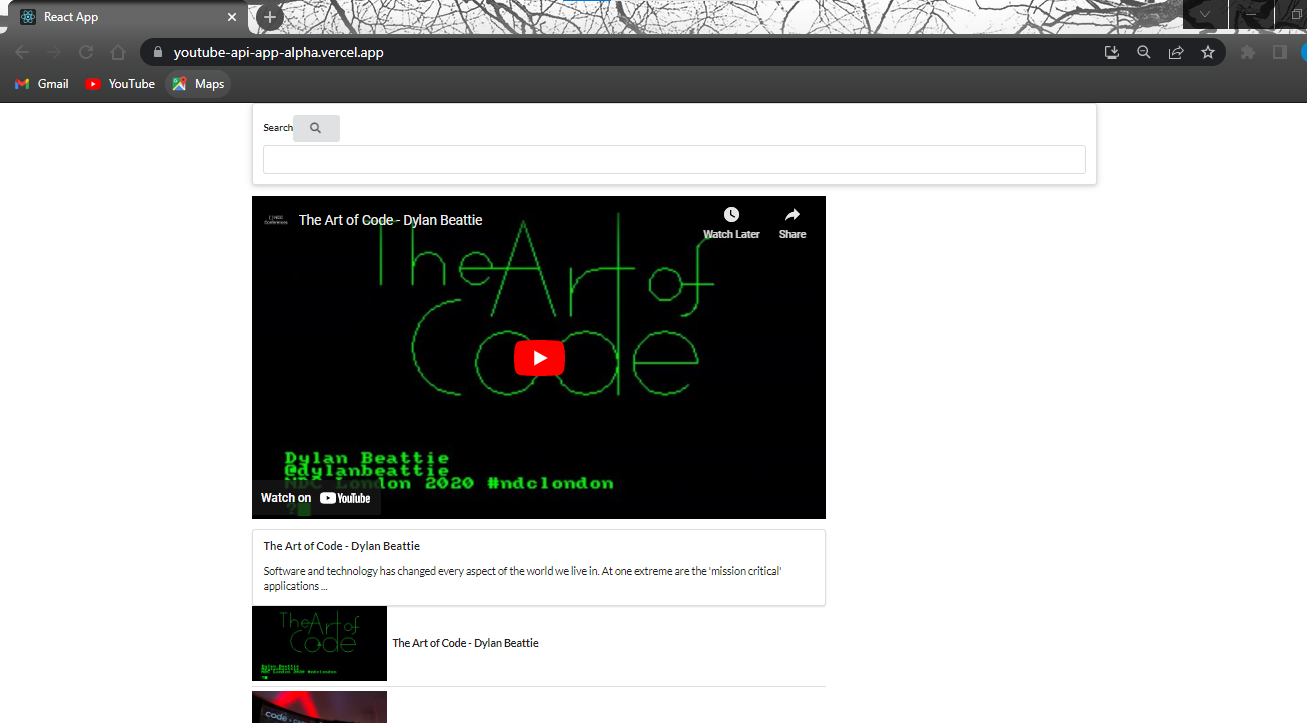 React App
youtube-api-app-alpha.vercel.app
Gmail YouTube Maps
Search
The Art of Code - Dylan Beattie
Watch Later Share
The Art of
Code
Dylan Beattie
@dylanbeattie
NDC London 2020 #ndclondon
Watch on YouTube
?
The Art of Code - Dylan Beattie
Software and technology has changed every aspect of the world we live in. At one extreme are the 'mission critical'
applications ...
The Art of
Code
The Art of Code - Dylan Beattie
code